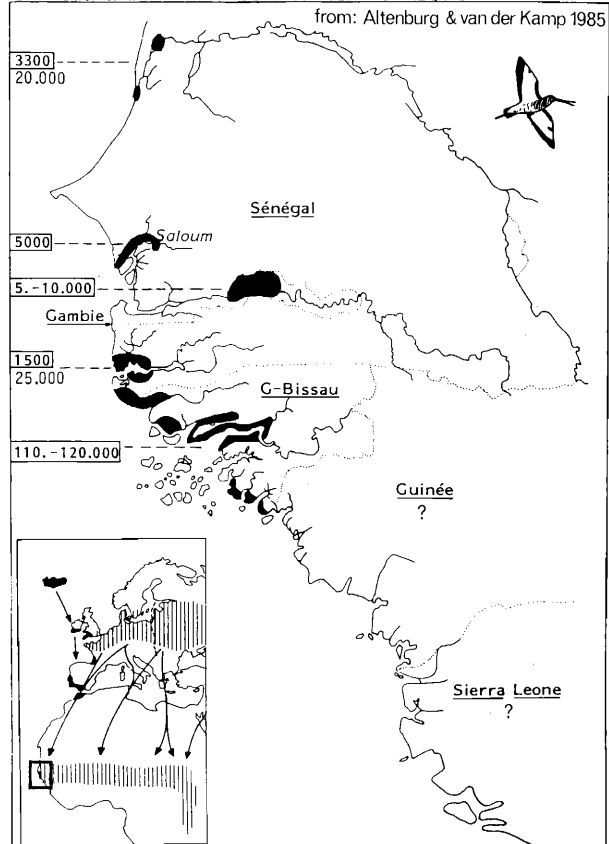 from: Altenburg & van der Kamp 1985
3300
20.000
Sénégal
5000
Saloum
5.-10.000
Gambie
1500
25.000
G-Bissau
110.-120.000
Guinée
?
Sierra Leone
?